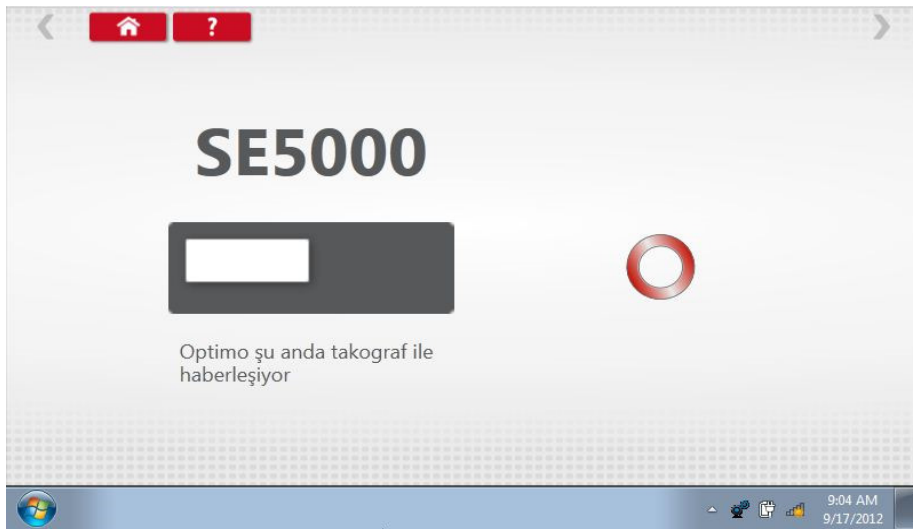 ?
SE5000
Optimo şu anda takograf ile
haberleşiyor
9:04 AM
9/17/2012